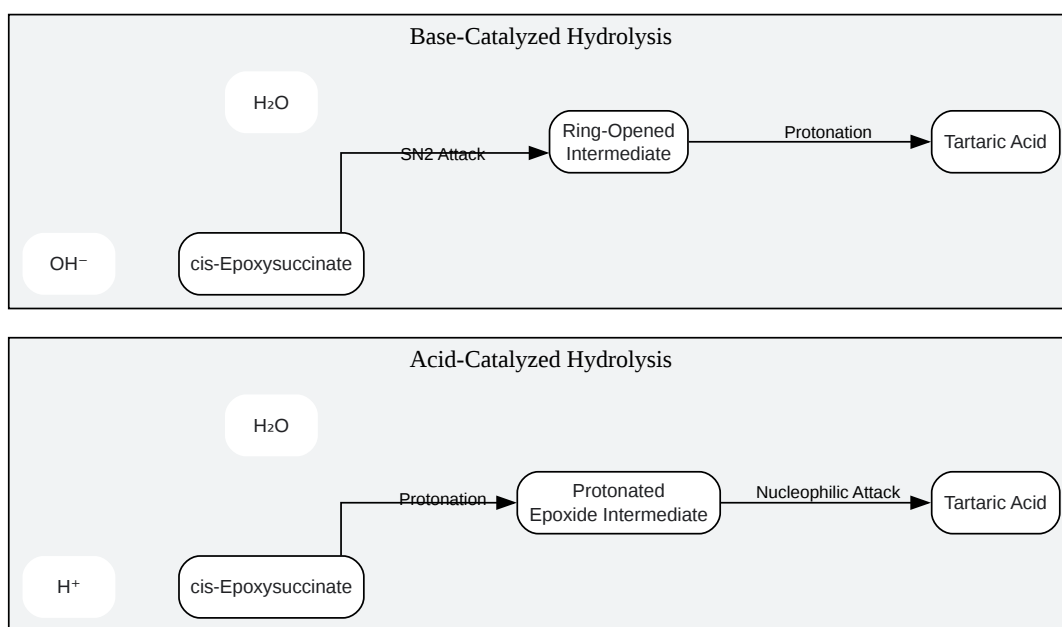 Base-Catalyzed Hydrolysis
H₂O
Ring-Opened
Intermediate
Protonation
Tartaric Acid
SN2 Attack
OH⁻
cis-Epoxysuccinate
Acid-Catalyzed Hydrolysis
H₂O
Protonation
Protonated
Epoxide Intermediate
Nucleophilic Attack
Tartaric Acid
H⁺
cis-Epoxysuccinate